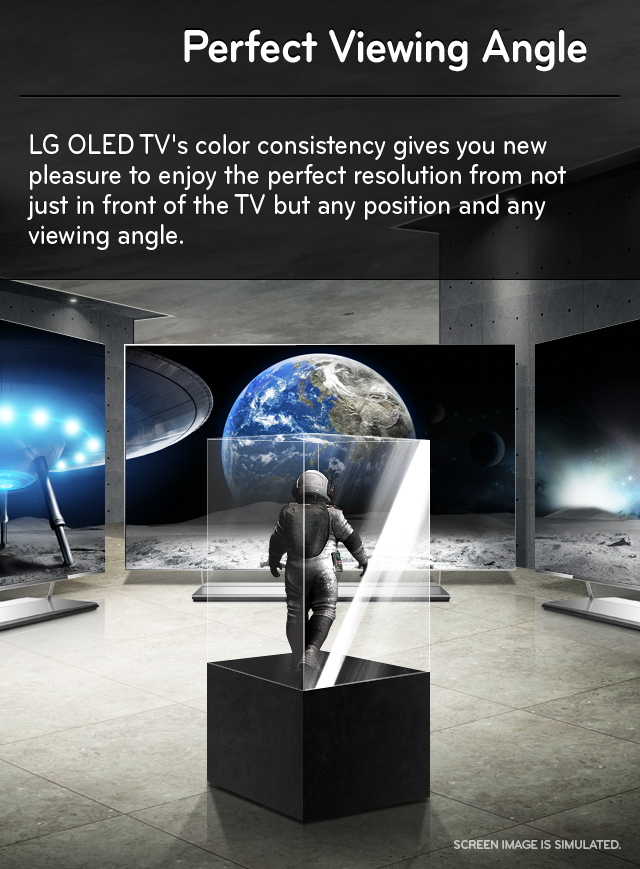 Perfect Viewing Angle
LG OLED TV's color consistency gives you new
pleasure to enjoy the perfect resolution from not
just in front of the TV but any position and any
viewing angle.
SCREEN IMAGE IS SIMULATED.